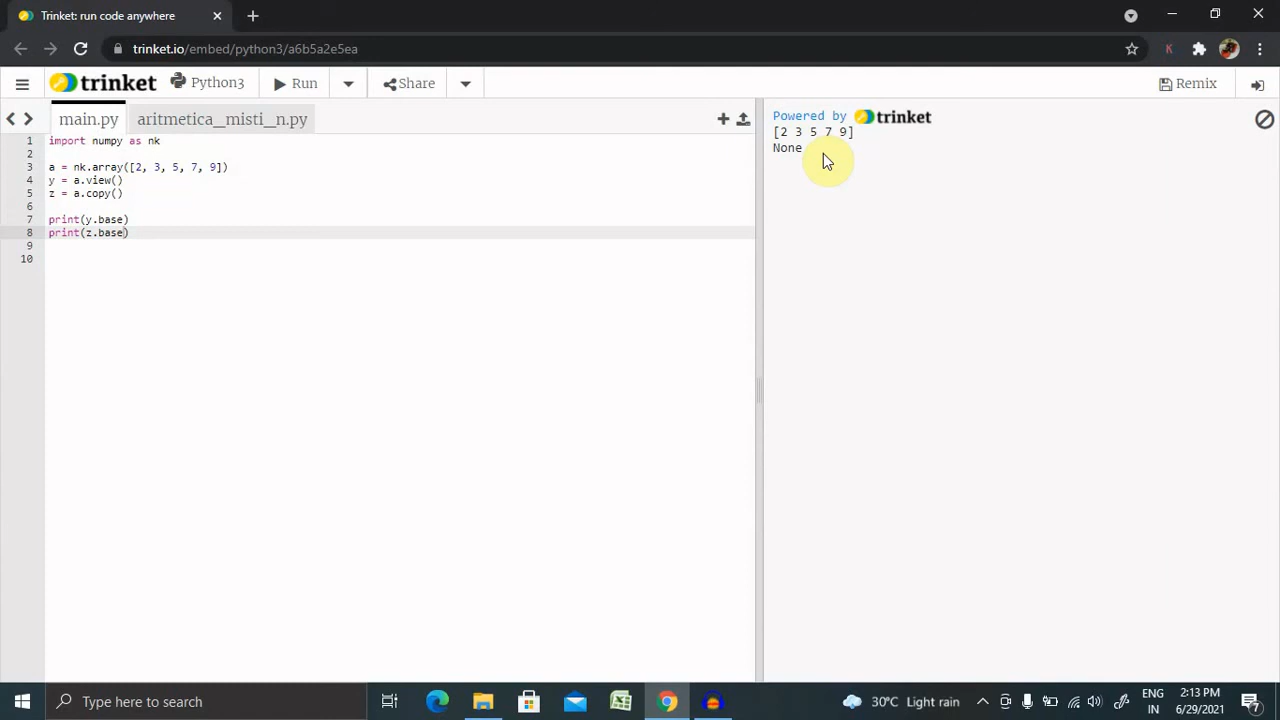 Trinket: run code anywhere
trinket.io/embed/python3/a6b5a2e5ea
K
trinket Python3 Run Share Remix
main.py aritmetica_misti_n.py
1 import numpy as nk
2
3 a = nk.array([2, 3, 5, 7, 9])
4 y = a.view()
5 z = a.copy()
6
7 print(y.base)
8 print(z.base)
9
10
Powered by trinket
[2 3 5 7 9]
None
Type here to search
30°C Light rain
ENG
IN
2:13 PM
6/29/2021
7